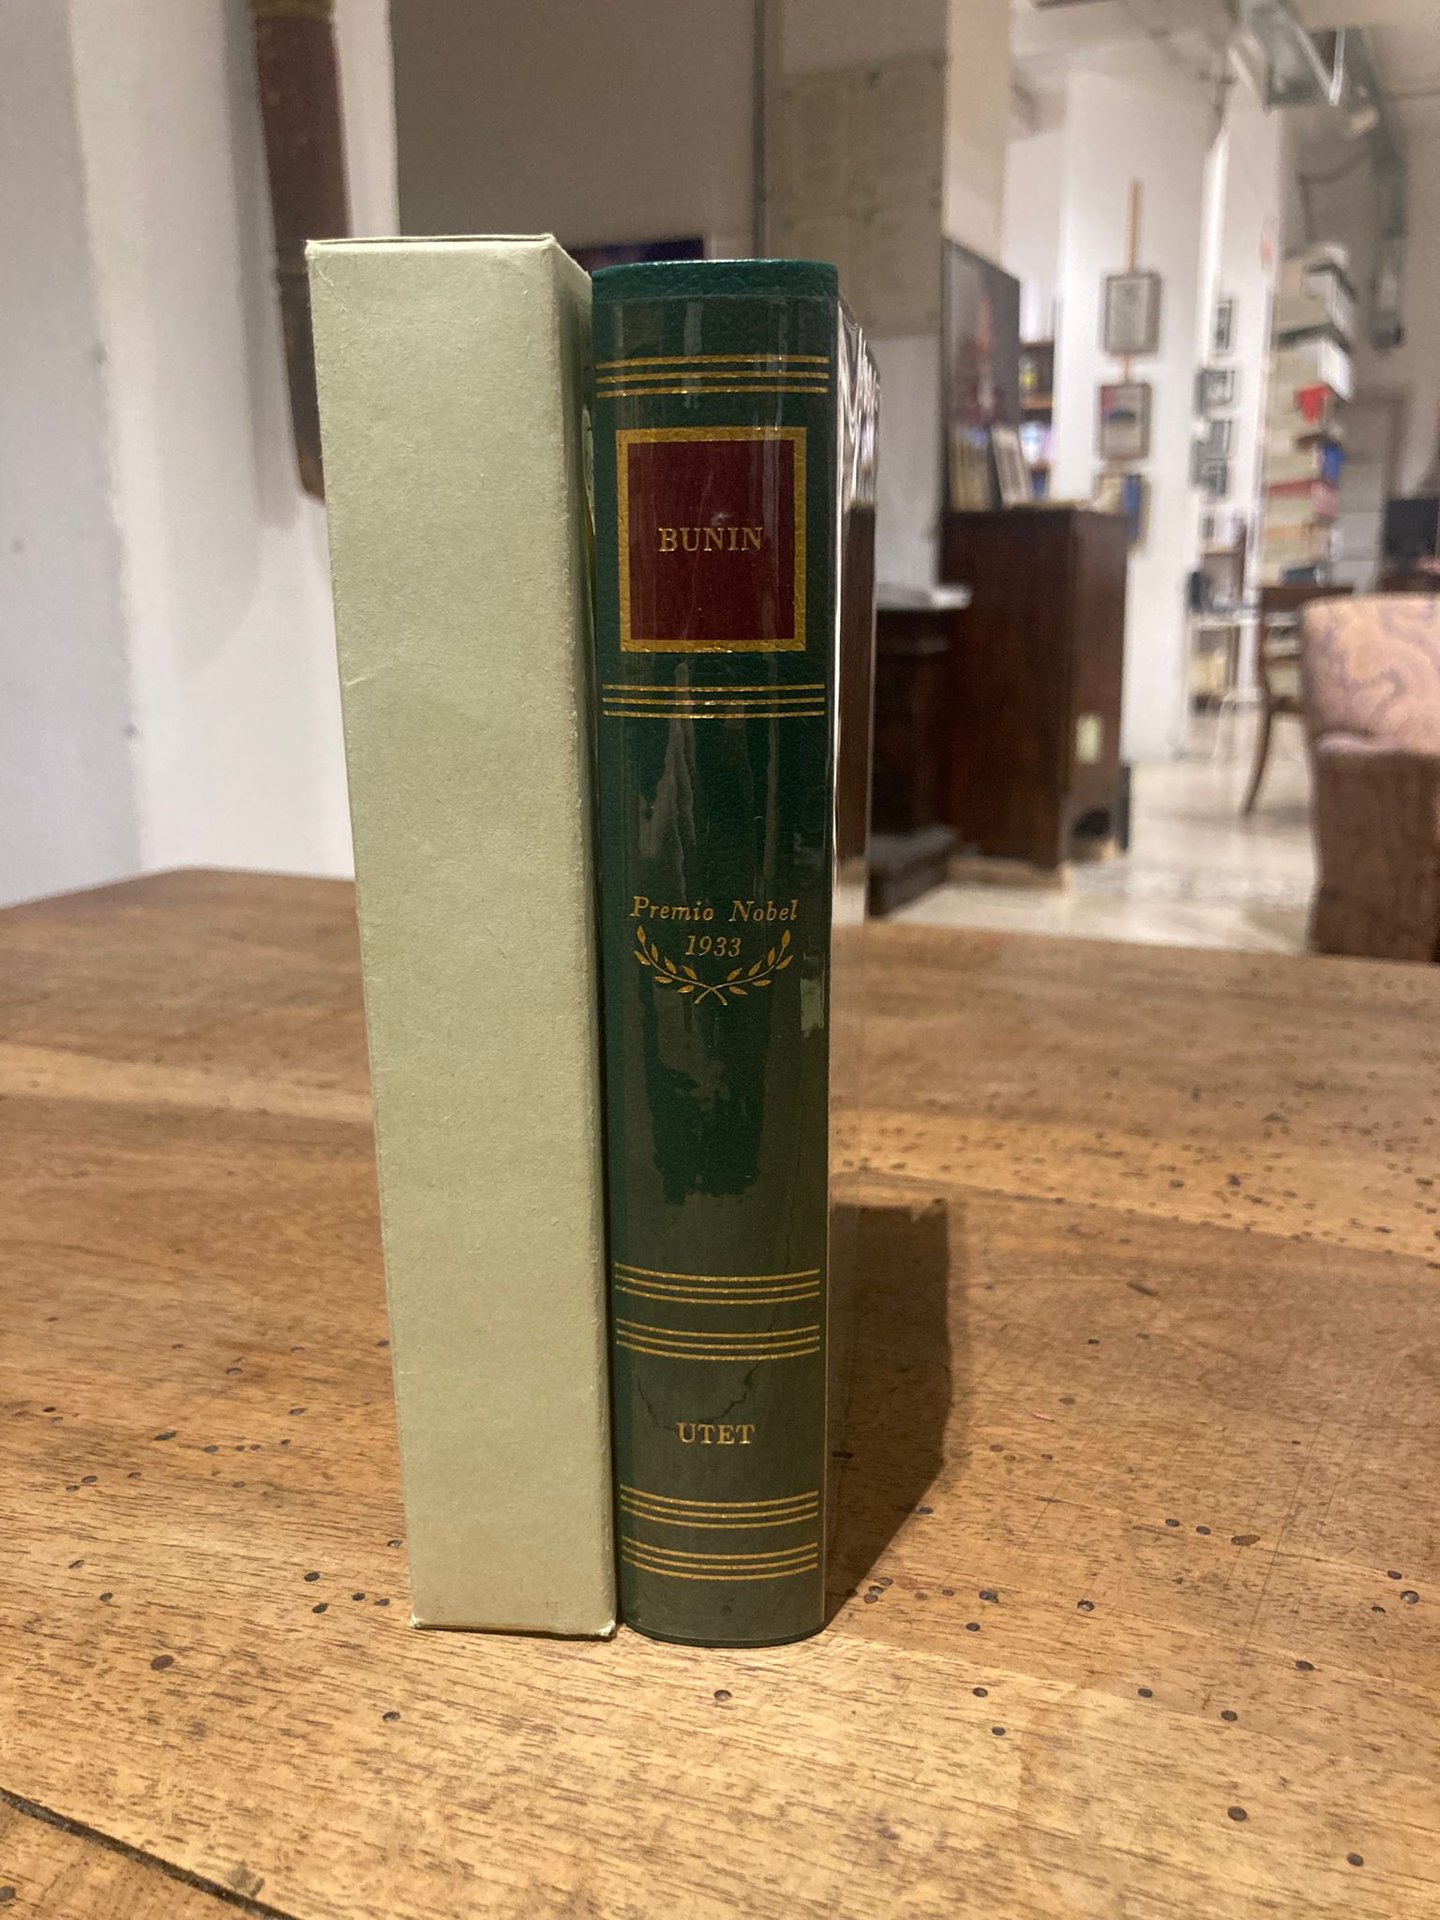 BUNIN
Premio Nobel
1933
UTET